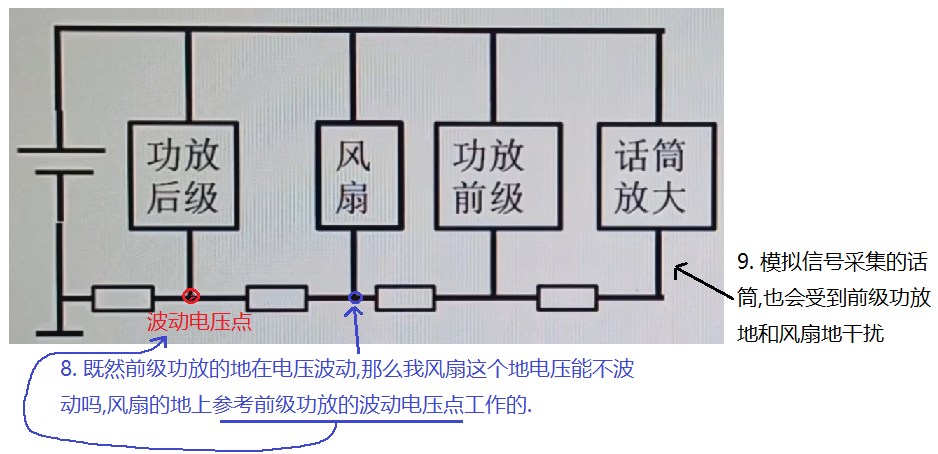 功放
后级
风
扇
功放
前级
话筒
放大
波动电压点
9. 模拟信号采集的话
筒,也会受到前级功放
地和风扇地干扰
8. 既然前级功放的地在电压波动,那么我风扇这个地电压能不波
动吗,风扇的地上参考前级功放的波动电压点工作的.